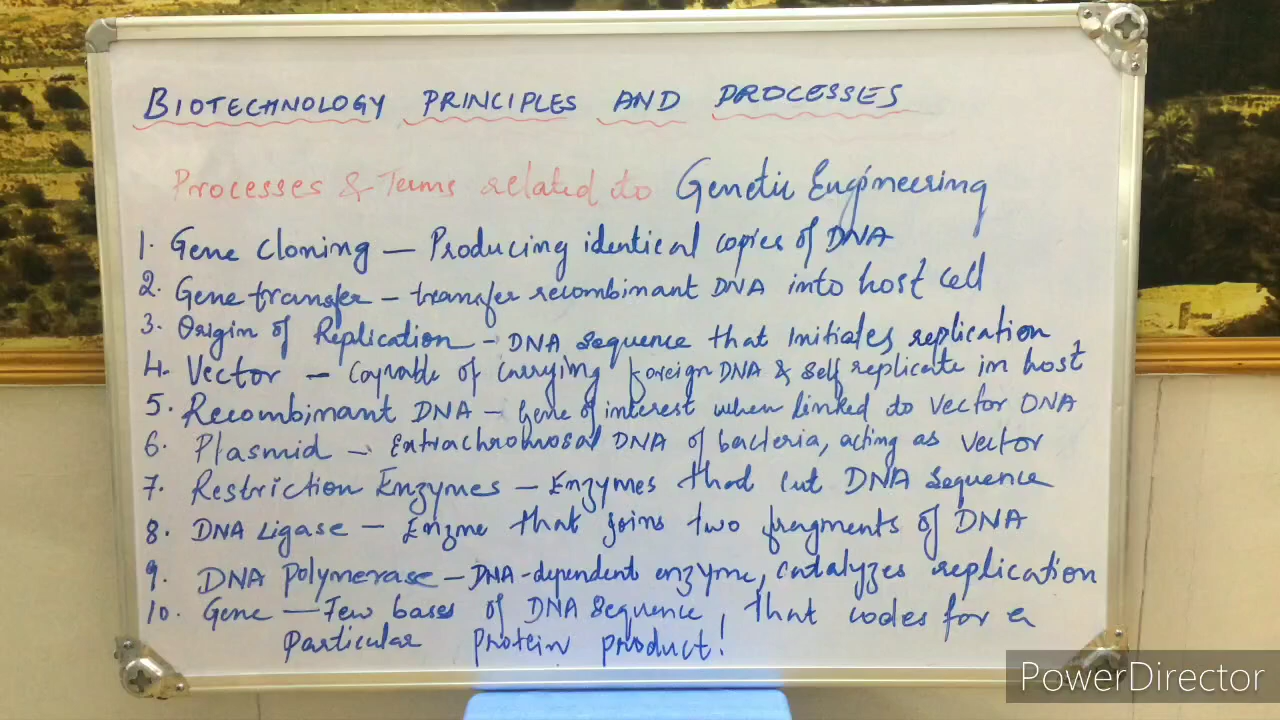 BIOTECHNOLOGY PRINCIPLES AND PROCESSES
Processes & Terms related to Genetic Engineering
1. Gene cloning — Producing identical copies of DNA
2. Gene transfer – transfer recombinant DNA into host cell
3. Origin of Replication – DNA sequence that initiates replication
4. Vector – Capable of carrying foreign DNA & self replicate in host
5. Recombinant DNA – Gene of interest when linked to vector DNA
6. Plasmid – Extrachromosal DNA of bacteria, acting as vector
7. Restriction Enzymes – Enzymes that cut DNA sequence
8. DNA Ligase – Enzme that joins two fragments of DNA
9. DNA polymerase – DNA-dependent enzyme, catalyzes replication
10. Gene — Few bases of DNA sequence, that codes for a
particular protein product!
PowerDirector